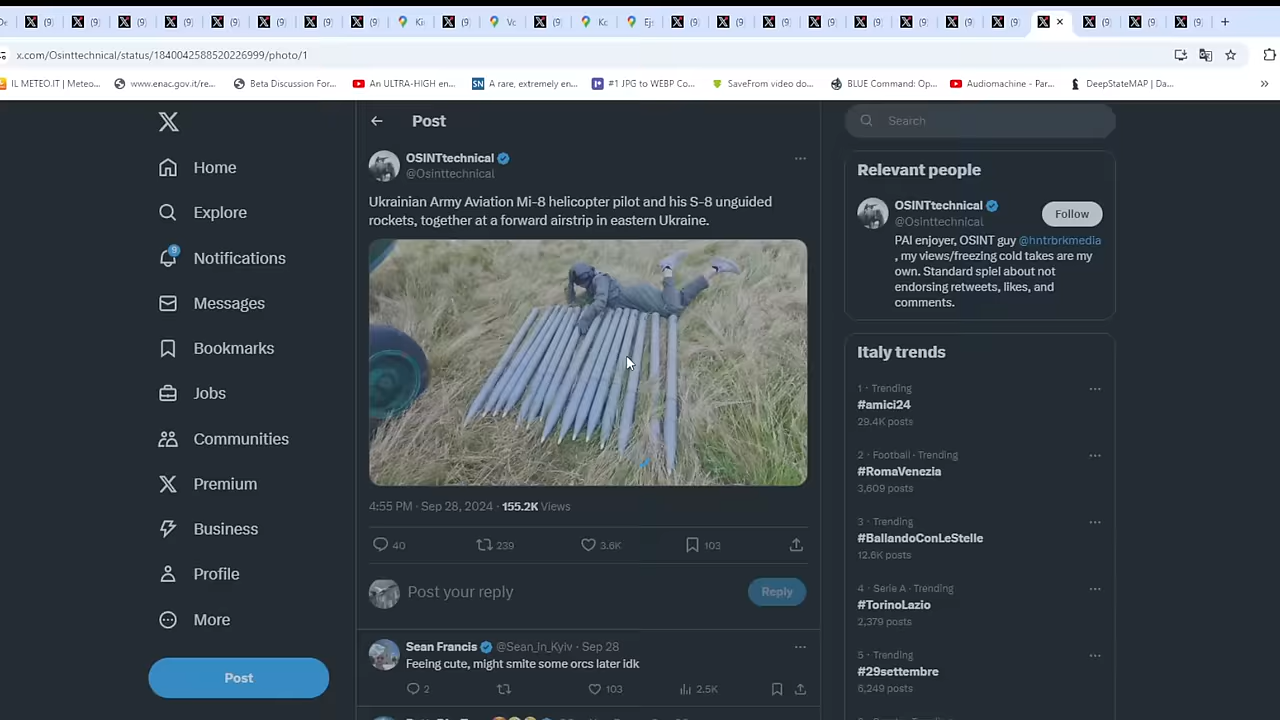 x.com/Osinttechnical/status/1840042588520226999/photo/1
IL METEO.IT | Meteo...
www.enac.gov.it/re...
Beta Discussion For...
An ULTRA-HIGH en...
SN A rare, extremely en...
#1 JPG to WEBP Co...
SaveFrom video do...
BLUE Command: Op...
Audiomachine - Par...
DeepStateMAP | Da...
Post
Search
Home
Explore
9
Notifications
Messages
Bookmarks
Jobs
Communities
Premium
Business
Profile
More
Post
OSINTtechnical
@Osinttechnical
Ukrainian Army Aviation Mi-8 helicopter pilot and his S-8 unguided
rockets, together at a forward airstrip in eastern Ukraine.
4:55 PM · Sep 28, 2024 · 155.2K Views
40 239 3.6K 103
Post your reply
Reply
Sean Francis @Sean_In_Kyiv · Sep 28
Feeing cute, might smite some orcs later idk
2 103 2.5K
Relevant people
OSINTtechnical
@Osinttechnical
Follow
PAI enjoyer, OSINT guy @hntrbrkmedia
, my views/freezing cold takes are my
own. Standard spiel about not
endorsing retweets, likes, and
comments.
Italy trends
1 · Trending
#amici24
29.4K posts
2 · Football · Trending
#RomaVenezia
3,609 posts
3 · Trending
#BallandoConLeStelle
12.6K posts
4 · Serie A · Trending
#TorinoLazio
2,379 posts
5 · Trending
#29settembre
6,249 posts